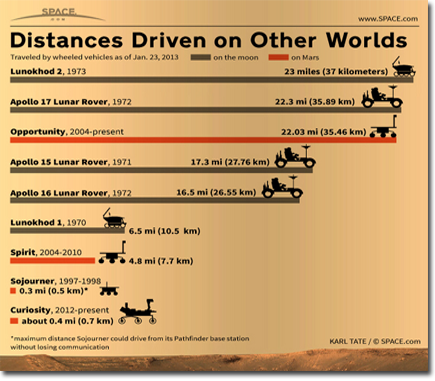 SPACE
.com
www.SPACE.com
Distances Driven on Other Worlds
Traveled by wheeled vehicles as of Jan. 23, 2013 on the moon on Mars
Lunokhod 2, 1973
23 miles (37 kilometers)
Apollo 17 Lunar Rover, 1972
22.3 mi (35.89 km)
Opportunity, 2004-present
22.03 mi (35.46 km)
Apollo 15 Lunar Rover, 1971
17.3 mi (27.76 km)
Apollo 16 Lunar Rover, 1972
16.5 mi (26.55 km)
Lunokhod 1, 1970
6.5 mi (10.5 km)
Spirit, 2004-2010
4.8 mi (7.7 km)
Sojourner, 1997-1998
0.3 mi (0.5 km)*
Curiosity, 2012-present
about 0.4 mi (0.7 km)
*maximum distance Sojourner could drive from its Pathfinder base station
without losing communication
KARL TATE / © SPACE.com